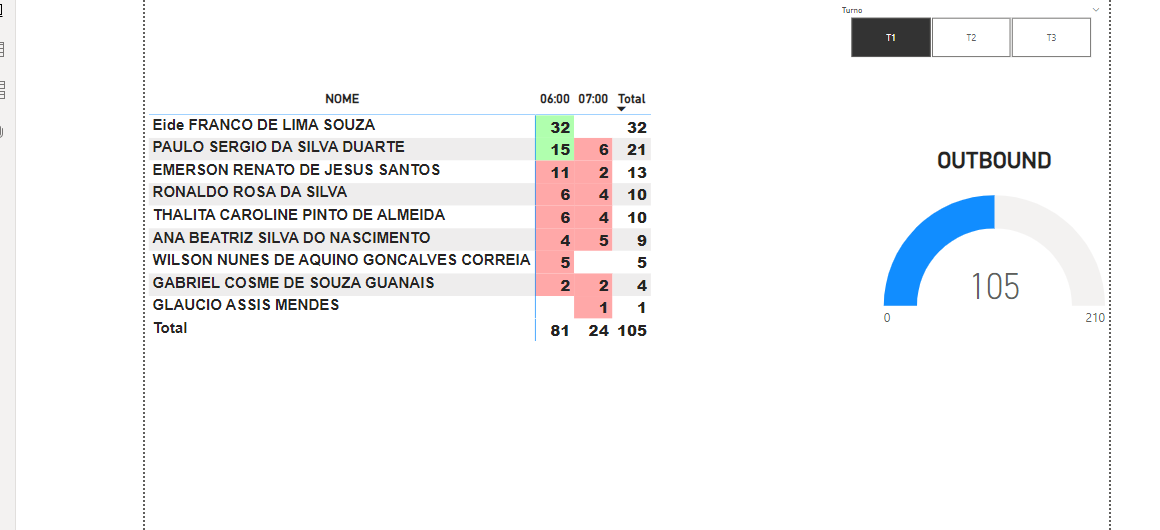 Turno
T1 T2 T3
NOME 06:00 07:00 Total
Eide FRANCO DE LIMA SOUZA 32 32
PAULO SERGIO DA SILVA DUARTE 15 6 21
EMERSON RENATO DE JESUS SANTOS 11 2 13
RONALDO ROSA DA SILVA 6 4 10
THALITA CAROLINE PINTO DE ALMEIDA 6 4 10
ANA BEATRIZ SILVA DO NASCIMENTO 4 5 9
WILSON NUNES DE AQUINO GONCALVES CORREIA 5 5
GABRIEL COSME DE SOUZA GUANAIS 2 2 4
GLAUCIO ASSIS MENDES 1 1
Total 81 24 105
OUTBOUND
105
0 210